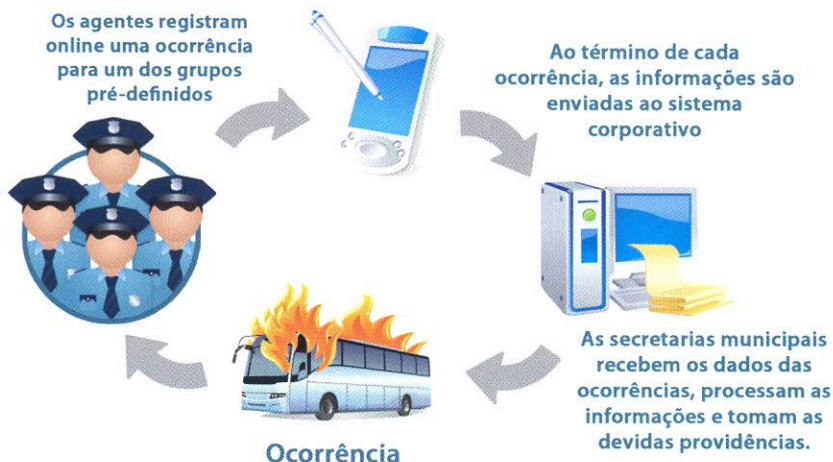 Os agentes registram
online uma ocorrência
para um dos grupos
pré-definidos
Ao término de cada
ocorrência, as informações são
enviadas ao sistema
corporativo
As secretarias municipais
recebem os dados das
ocorrências, processam as
informações e tomam as
devidas providências.
Ocorrência